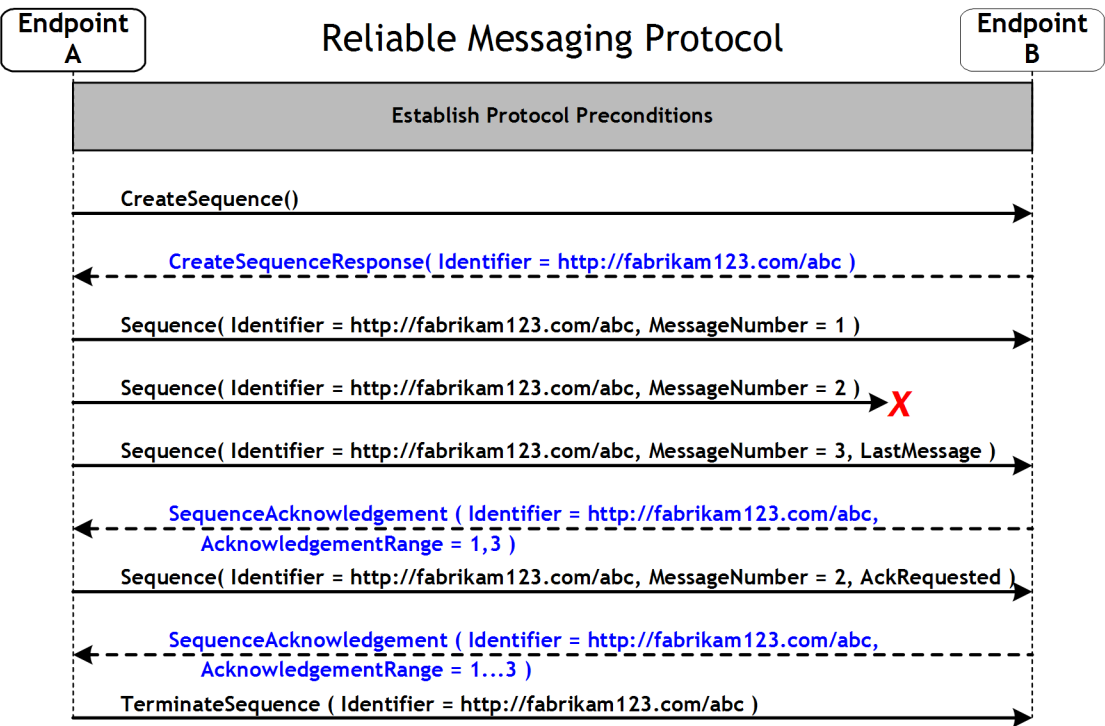 Endpoint
A
Reliable Messaging Protocol
Endpoint
B
Establish Protocol Preconditions
CreateSequence()
CreateSequenceResponse( Identifier = http://fabrikam123.com/abc )
Sequence( Identifier = http://fabrikam123.com/abc, MessageNumber = 1 )
Sequence( Identifier = http://fabrikam123.com/abc, MessageNumber = 2 )
X
Sequence( Identifier = http://fabrikam123.com/abc, MessageNumber = 3, LastMessage )
SequenceAcknowledgement ( Identifier = http://fabrikam123.com/abc,
AcknowledgementRange = 1,3 )
Sequence( Identifier = http://fabrikam123.com/abc, MessageNumber = 2, AckRequested )
SequenceAcknowledgement ( Identifier = http://fabrikam123.com/abc,
AcknowledgementRange = 1...3 )
TerminateSequence ( Identifier = http://fabrikam123.com/abc )